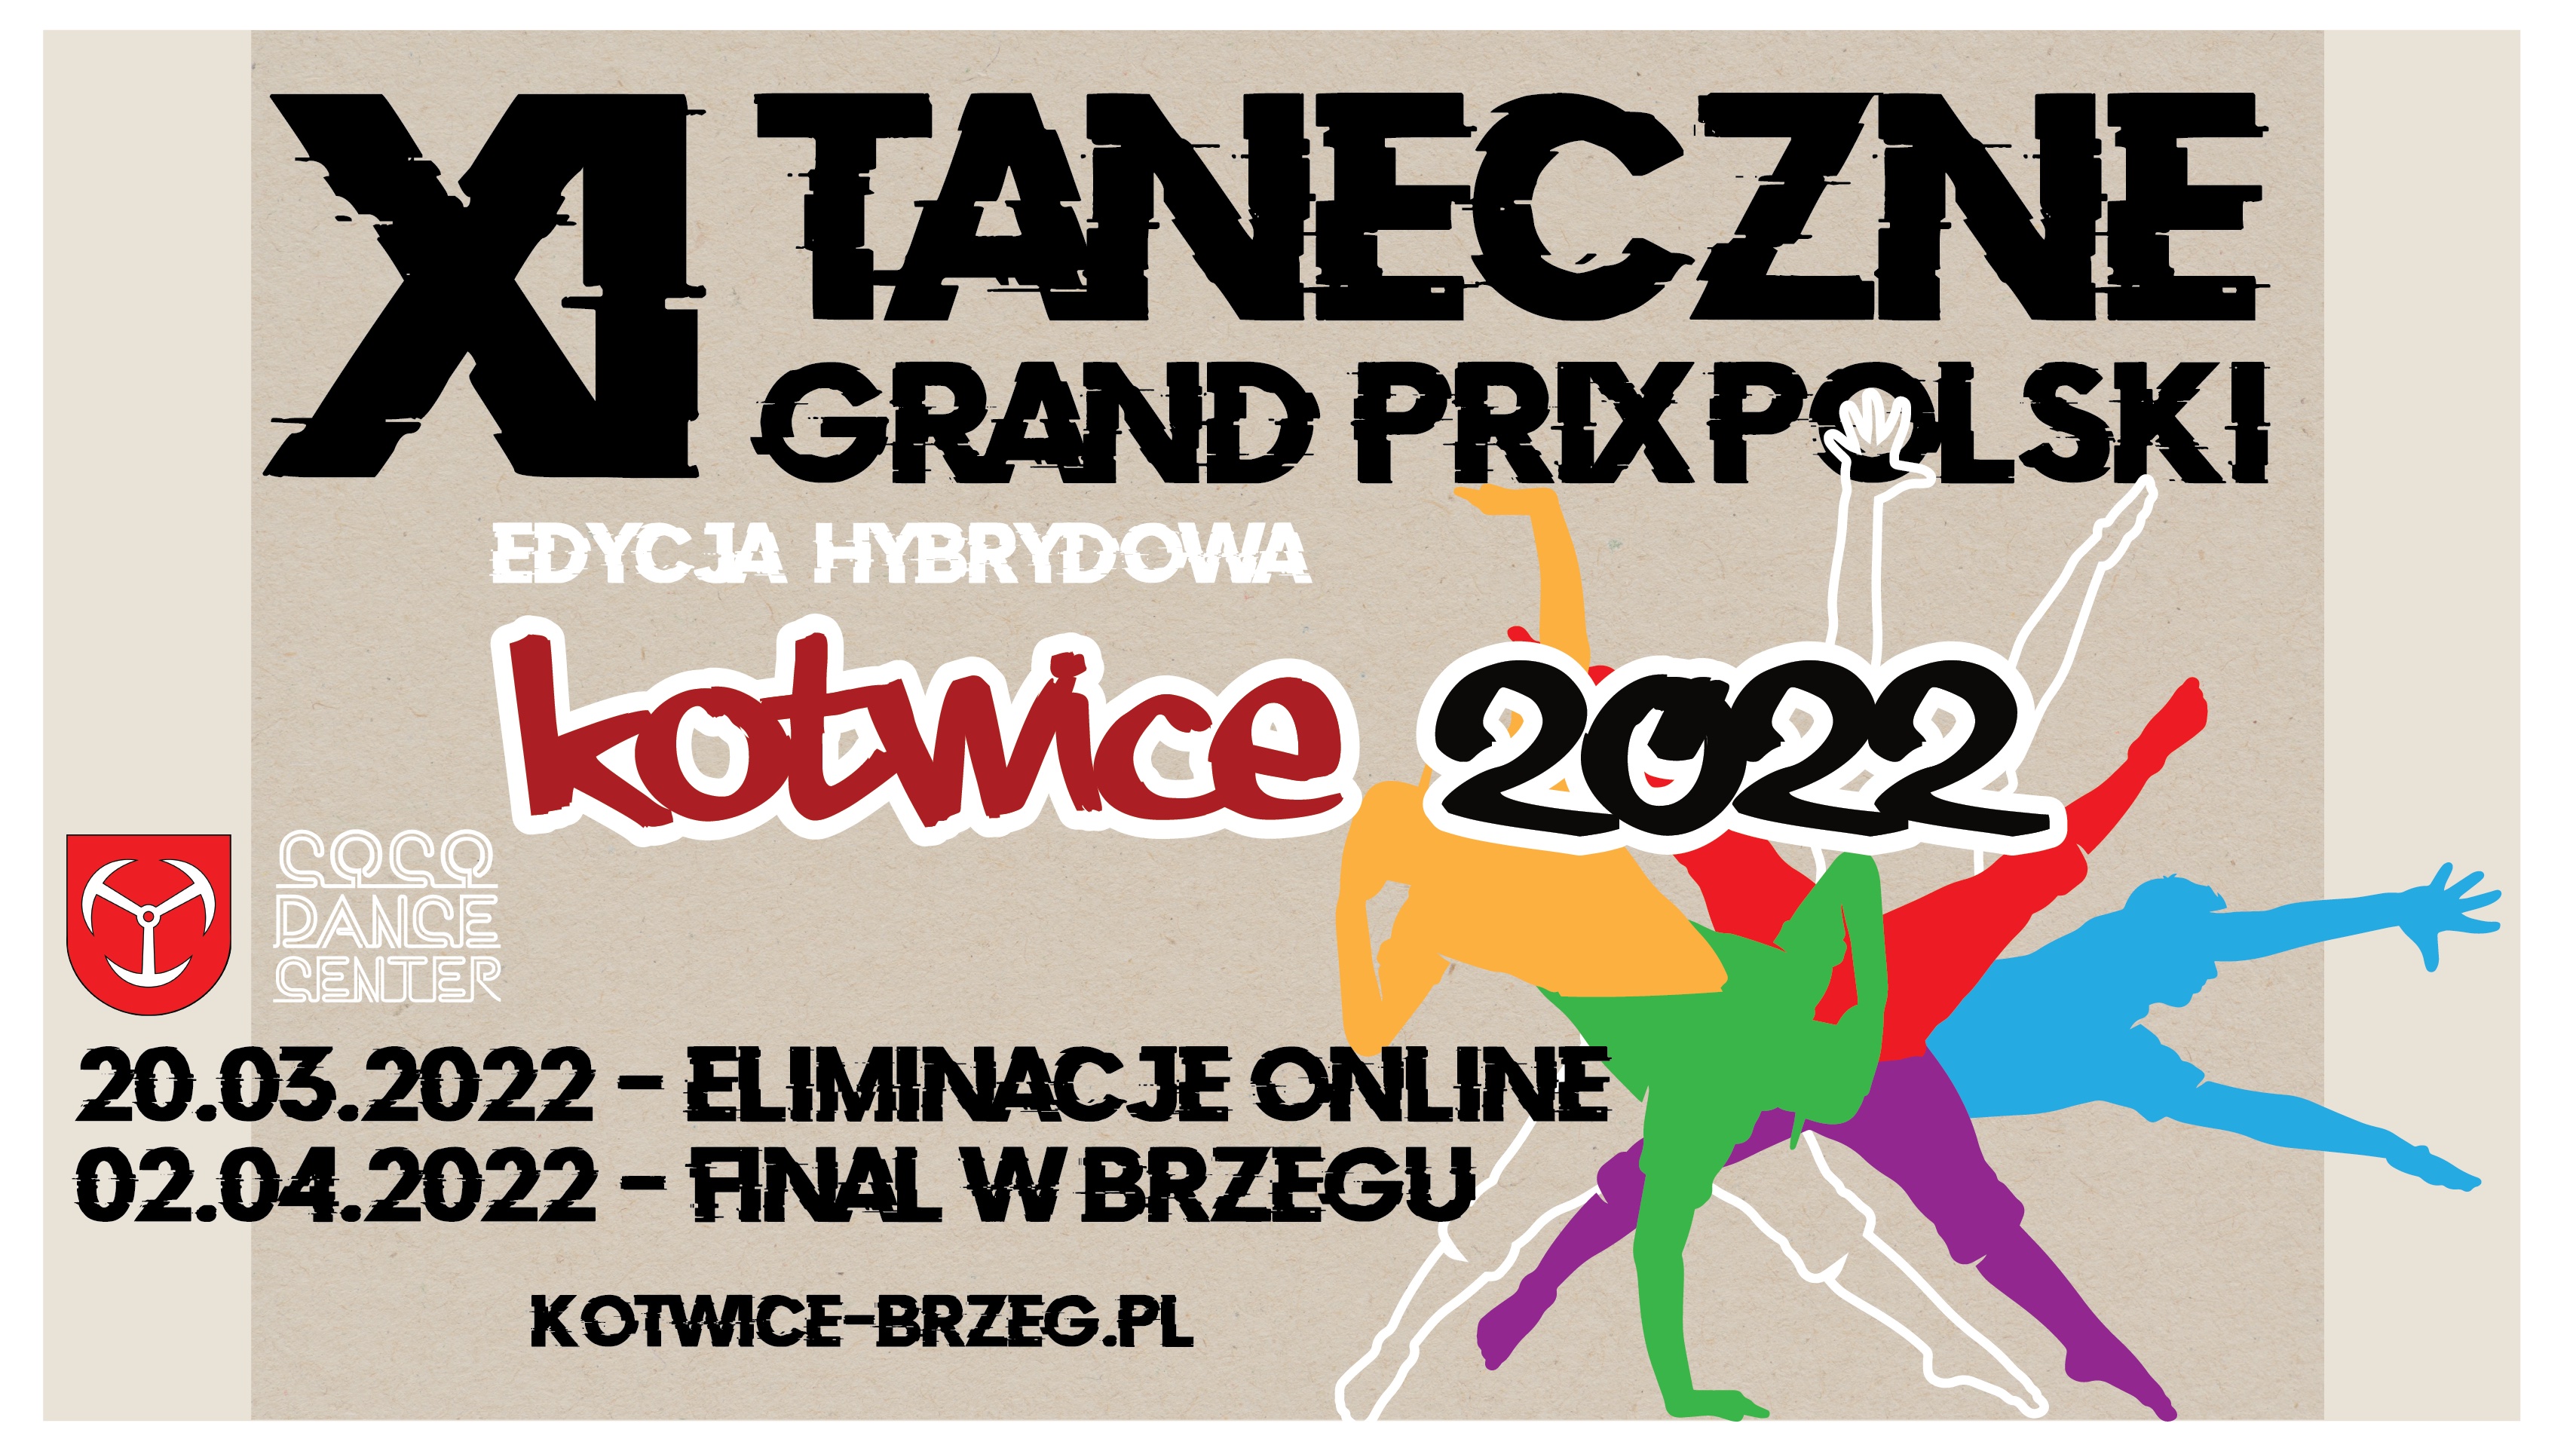 XI TANECZNE
GRAND PRIX POLSKI
EDYCJA HYBRYDOWA
kotwice 2022
COCO
DANCE
CENTER
20.03.2022 - ELIMINACJE ONLINE
02.04.2022 - FINAL W BRZEGU
KOTWICE-BRZEG.PL